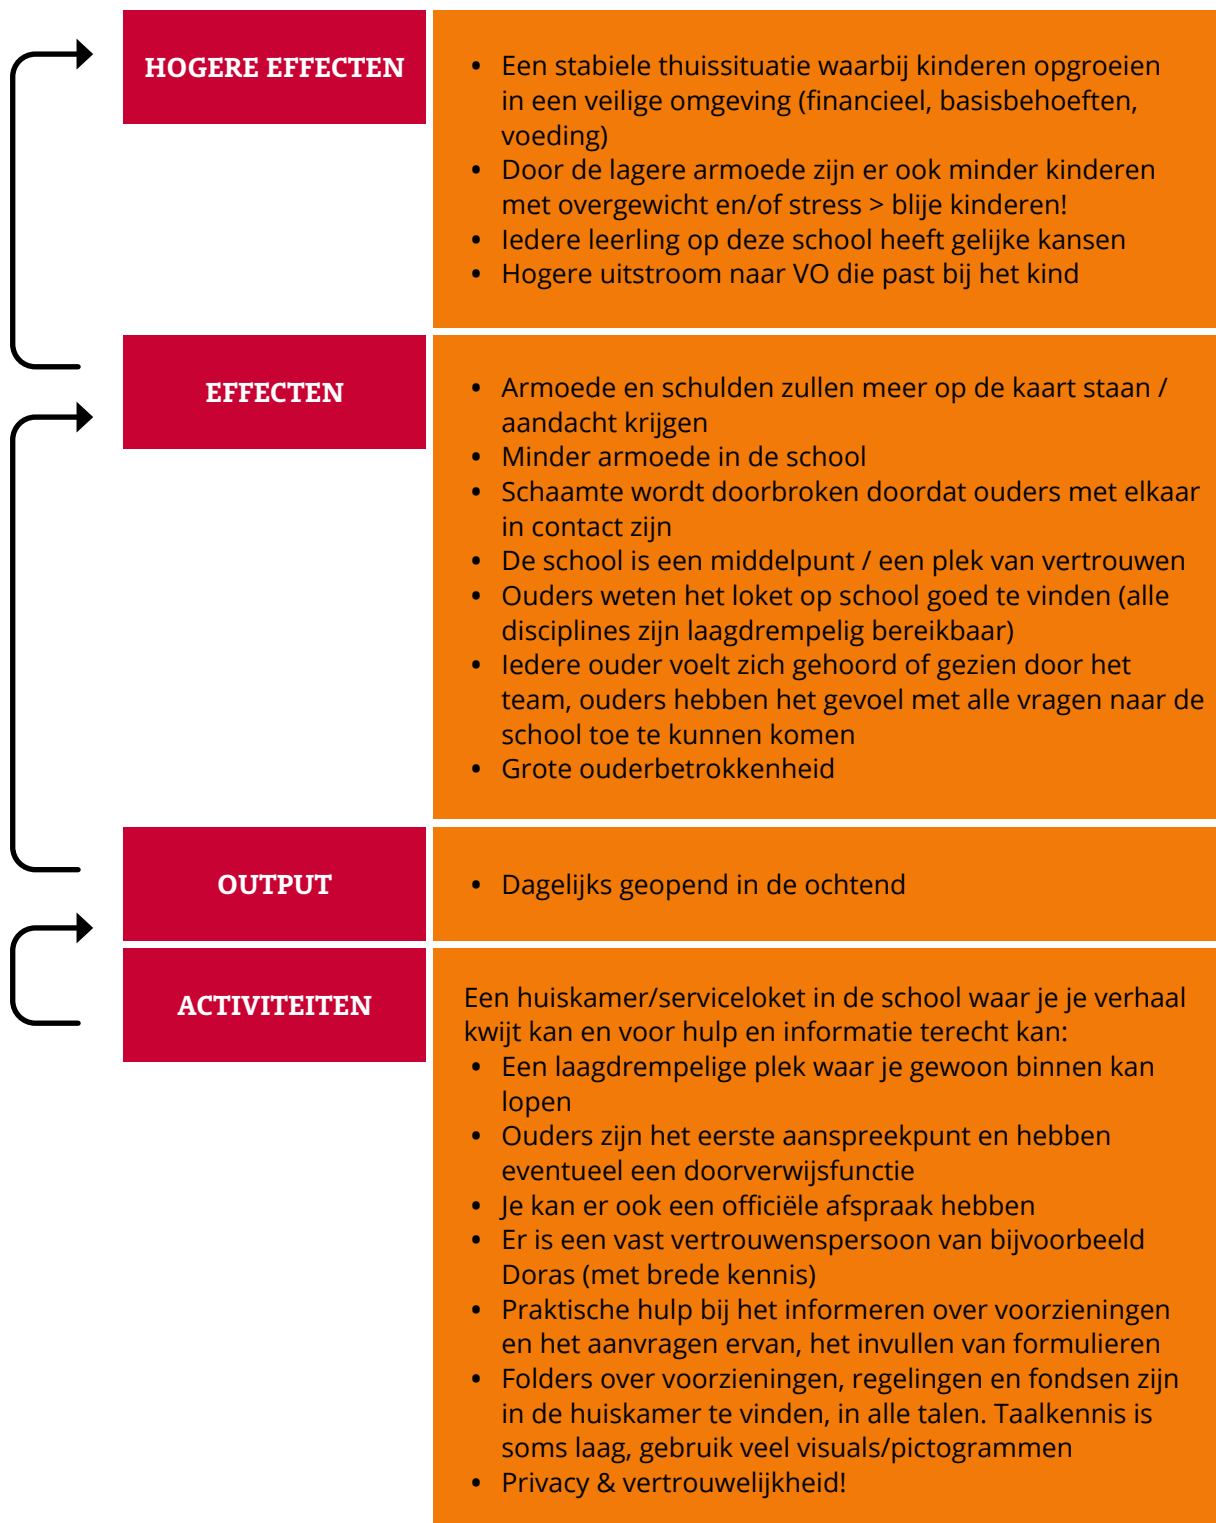 HOGERE EFFECTEN
• Een stabiele thuissituatie waarbij kinderen opgroeien
in een veilige omgeving (financieel, basisbehoeften,
voeding)
• Door de lagere armoede zijn er ook minder kinderen
met overgewicht en/of stress > blije kinderen!
• Iedere leerling op deze school heeft gelijke kansen
• Hogere uitstroom naar VO die past bij het kind
EFFECTEN
• Armoede en schulden zullen meer op de kaart staan /
aandacht krijgen
• Minder armoede in de school
• Schaamte wordt doorbroken doordat ouders met elkaar
in contact zijn
• De school is een middelpunt / een plek van vertrouwen
• Ouders weten het loket op school goed te vinden (alle
disciplines zijn laagdrempelig bereikbaar)
• Iedere ouder voelt zich gehoord of gezien door het
team, ouders hebben het gevoel met alle vragen naar de
school toe te kunnen komen
• Grote ouderbetrokkenheid
OUTPUT
• Dagelijks geopend in de ochtend
ACTIVITEITEN
Een huiskamer/serviceloket in de school waar je je verhaal
kwijt kan en voor hulp en informatie terecht kan:
• Een laagdrempelige plek waar je gewoon binnen kan
lopen
• Ouders zijn het eerste aanspreekpunt en hebben
eventueel een doorverwijsfunctie
• Je kan er ook een officiële afspraak hebben
• Er is een vast vertrouwenspersoon van bijvoorbeeld
Doras (met brede kennis)
• Praktische hulp bij het informeren over voorzieningen
en het aanvragen ervan, het invullen van formulieren
• Folders over voorzieningen, regelingen en fondsen zijn
in de huiskamer te vinden, in alle talen. Taalkennis is
soms laag, gebruik veel visuals/pictogrammen
• Privacy & vertrouwelijkheid!